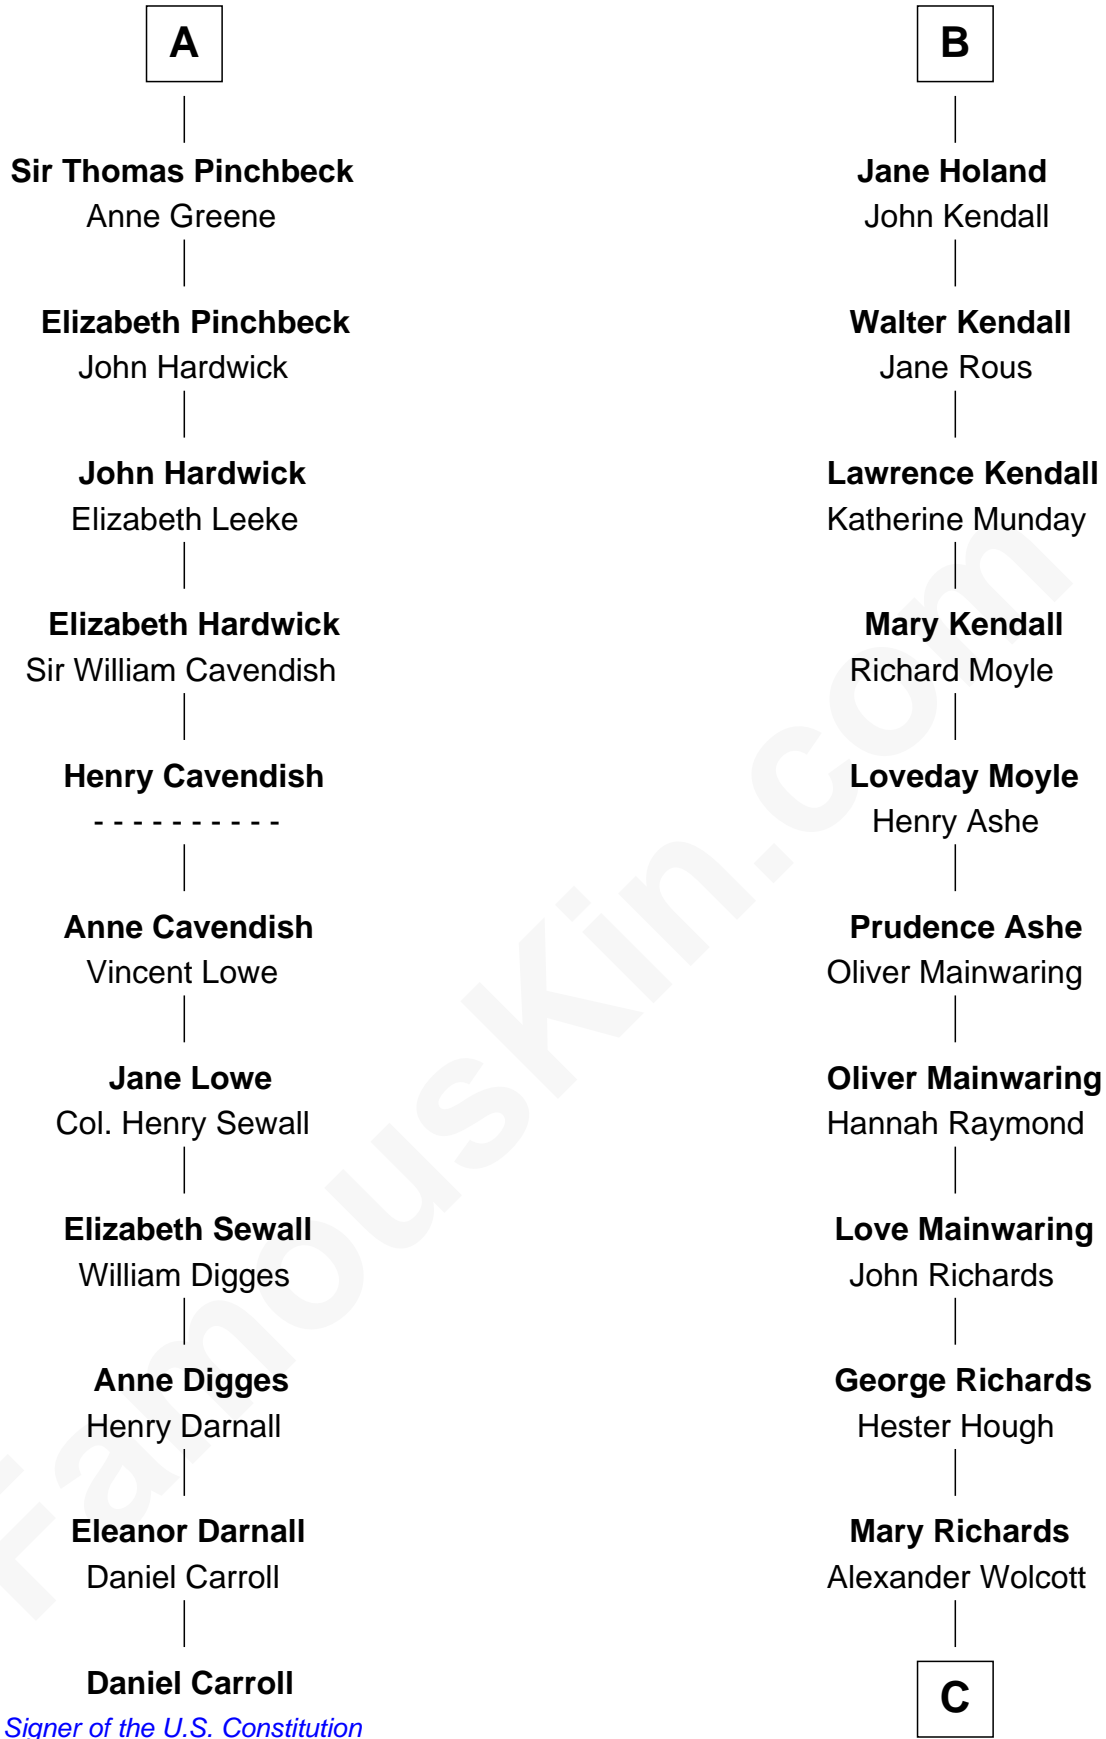 A
Sir Thomas Pinchbeck
Anne Greene
Elizabeth Pinchbeck
John Hardwick
John Hardwick
Elizabeth Leeke
Elizabeth Hardwick
Sir William Cavendish
Henry Cavendish
- - - - - - - - - -
Anne Cavendish
Vincent Lowe
Jane Lowe
Col. Henry Sewall
Elizabeth Sewall
William Digges
Anne Digges
Henry Darnall
Eleanor Darnall
Daniel Carroll
Daniel Carroll
Signer of the U.S. Constitution
B
Jane Holand
John Kendall
Walter Kendall
Jane Rous
Lawrence Kendall
Katherine Munday
Mary Kendall
Richard Moyle
Loveday Moyle
Henry Ashe
Prudence Ashe
Oliver Mainwaring
Oliver Mainwaring
Hannah Raymond
Love Mainwaring
John Richards
George Richards
Hester Hough
Mary Richards
Alexander Wolcott
C
FamousKin.com